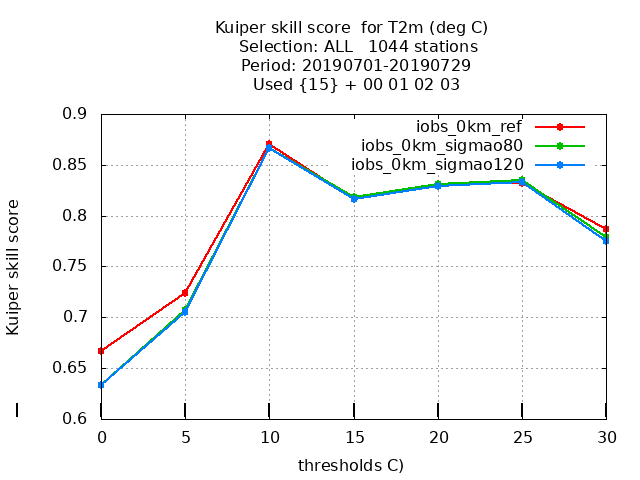 Kuiper skill score  for T2m (deg C)
Selection: ALL   1044 stations
Period: 20190701-20190729
Used {15} + 00 01 02 03
iobs_0km_ref
iobs_0km_sigmao80
iobs_0km_sigmao120
0.9
0.85
0.8
0.75
0.7
0.65
0.6
Kuiper skill score
0 5 10 15 20 25 30
thresholds C)